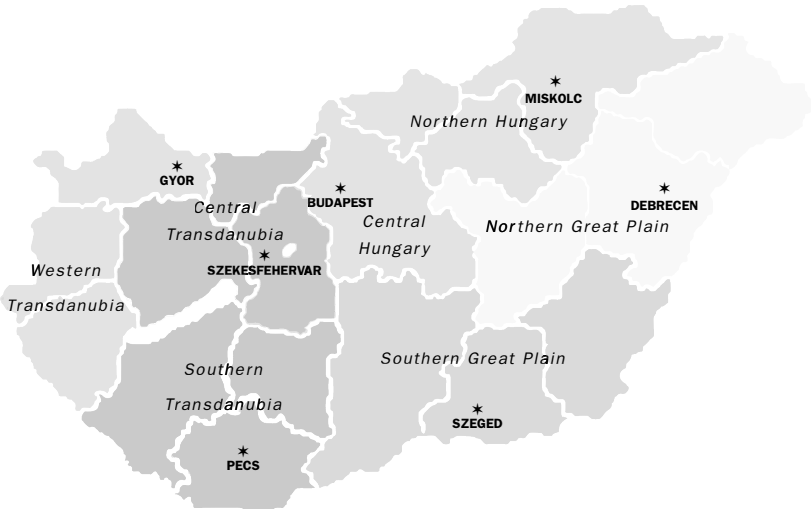 MISKOLC
Northern Hungary
GYOR
BUDAPEST
DEBRECEN
Central
Transdanubia
Central
Hungary
Northern Great Plain
SZEKESFEHERVAR
Western
Transdanubia
Southern Great Plain
Southern
Transdanubia
SZEGED
PECS